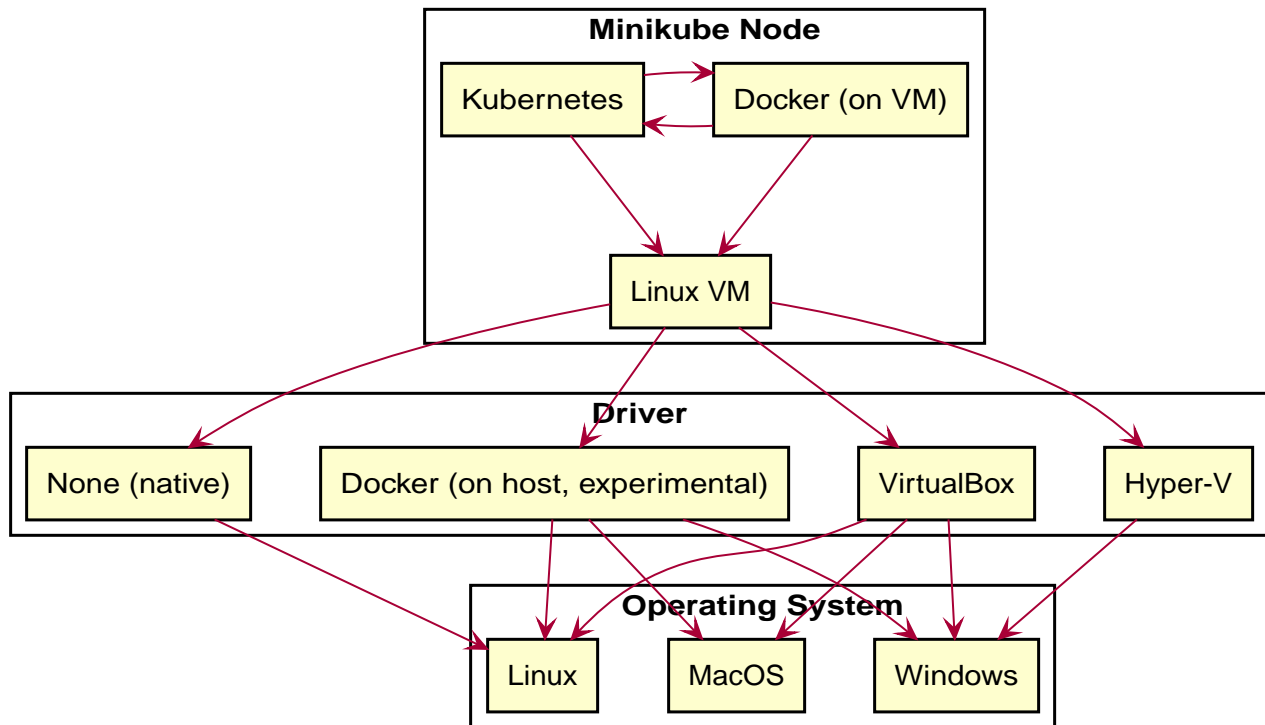 Minikube Node
Kubernetes
Docker (on VM)
Linux VM
Driver
None (native)
Docker (on host, experimental)
VirtualBox
Hyper-V
Operating System
Linux
MacOS
Windows